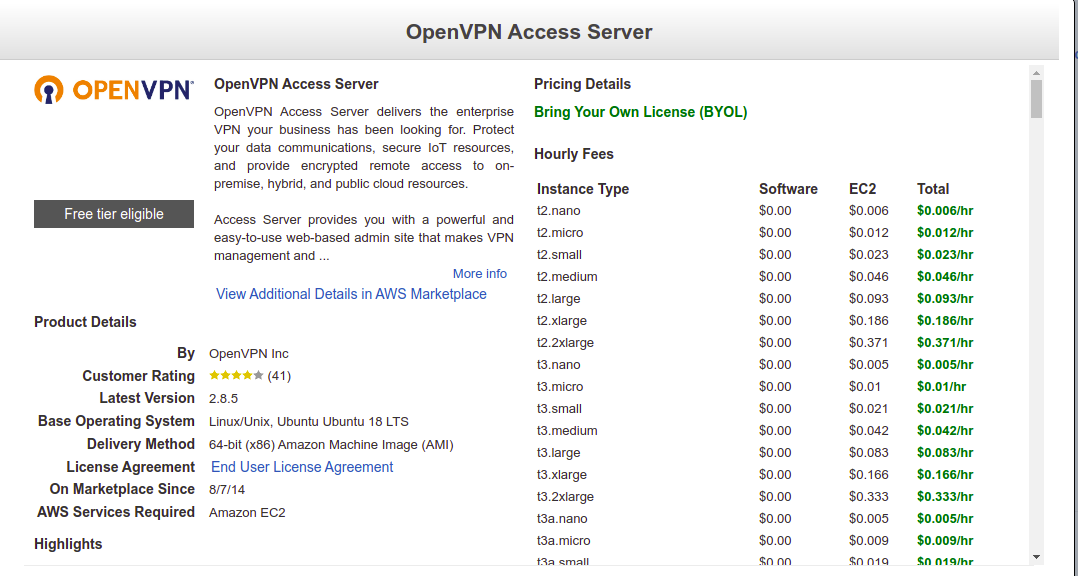 OpenVPN Access Server
OPENVPN
Free tier eligible
OpenVPN Access Server
OpenVPN Access Server delivers the enterprise
VPN your business has been looking for. Protect
your data communications, secure IoT resources,
and provide encrypted remote access to on-
premise, hybrid, and public cloud resources.
Access Server provides you with a powerful and
easy-to-use web-based admin site that makes VPN
management and ...
More info
View Additional Details in AWS Marketplace
Product Details
By OpenVPN Inc
Customer Rating (41)
Latest Version 2.8.5
Base Operating System Linux/Unix, Ubuntu Ubuntu 18 LTS
Delivery Method 64-bit (x86) Amazon Machine Image (AMI)
License Agreement End User License Agreement
On Marketplace Since 8/7/14
AWS Services Required Amazon EC2
Highlights
Pricing Details
Bring Your Own License (BYOL)
Hourly Fees
Instance Type Software EC2 Total
t2.nano $0.00 $0.006 $0.006/hr
t2.micro $0.00 $0.012 $0.012/hr
t2.small $0.00 $0.023 $0.023/hr
t2.medium $0.00 $0.046 $0.046/hr
t2.large $0.00 $0.093 $0.093/hr
t2.xlarge $0.00 $0.186 $0.186/hr
t2.2xlarge $0.00 $0.371 $0.371/hr
t3.nano $0.00 $0.005 $0.005/hr
t3.micro $0.00 $0.01 $0.01/hr
t3.small $0.00 $0.021 $0.021/hr
t3.medium $0.00 $0.042 $0.042/hr
t3.large $0.00 $0.083 $0.083/hr
t3.xlarge $0.00 $0.166 $0.166/hr
t3.2xlarge $0.00 $0.333 $0.333/hr
t3a.nano $0.00 $0.005 $0.005/hr
t3a.micro $0.00 $0.009 $0.009/hr
t3a.small $0.00 $0.019 $0.019/hr